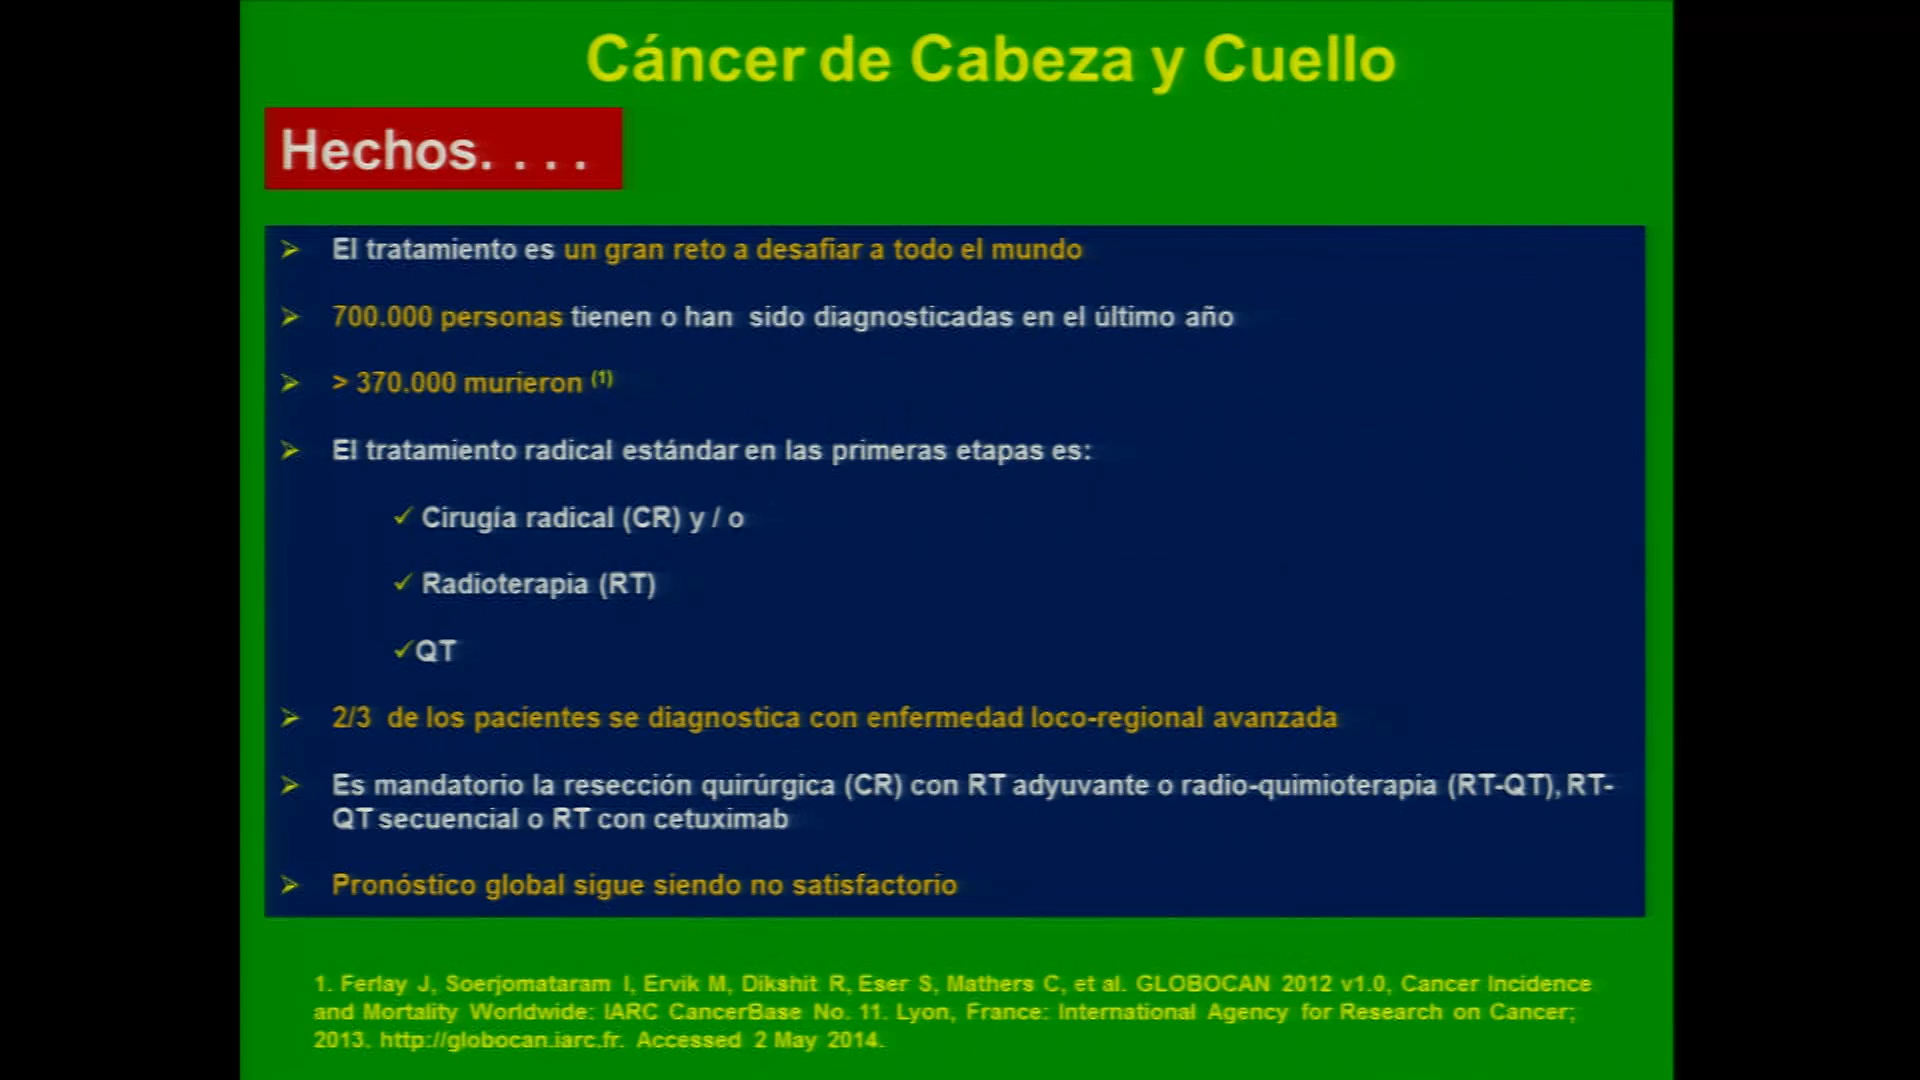 Cáncer de Cabeza y Cuello
Hechos. . . .
➢ El tratamiento es un gran reto a desafiar a todo el mundo
➢ 700.000 personas tienen o han sido diagnosticadas en el último año
➢ > 370.000 murieron (1)
➢ El tratamiento radical estándar en las primeras etapas es:
✓ Cirugía radical (CR) y / o
✓ Radioterapia (RT)
✓QT
➢ 2/3 de los pacientes se diagnostica con enfermedad loco-regional avanzada
➢ Es mandatorio la resección quirúrgica (CR) con RT adyuvante o radio-quimioterapia (RT-QT), RT-
QT secuencial o RT con cetuximab
➢ Pronóstico global sigue siendo no satisfactorio
1. Ferlay J, Soerjomataram I, Ervik M, Dikshit R, Eser S, Mathers C, et al. GLOBOCAN 2012 v1.0, Cancer Incidence
and Mortality Worldwide: IARC CancerBase No. 11. Lyon, France: International Agency for Research on Cancer;
2013. http://globocan.iarc.fr. Accessed 2 May 2014.